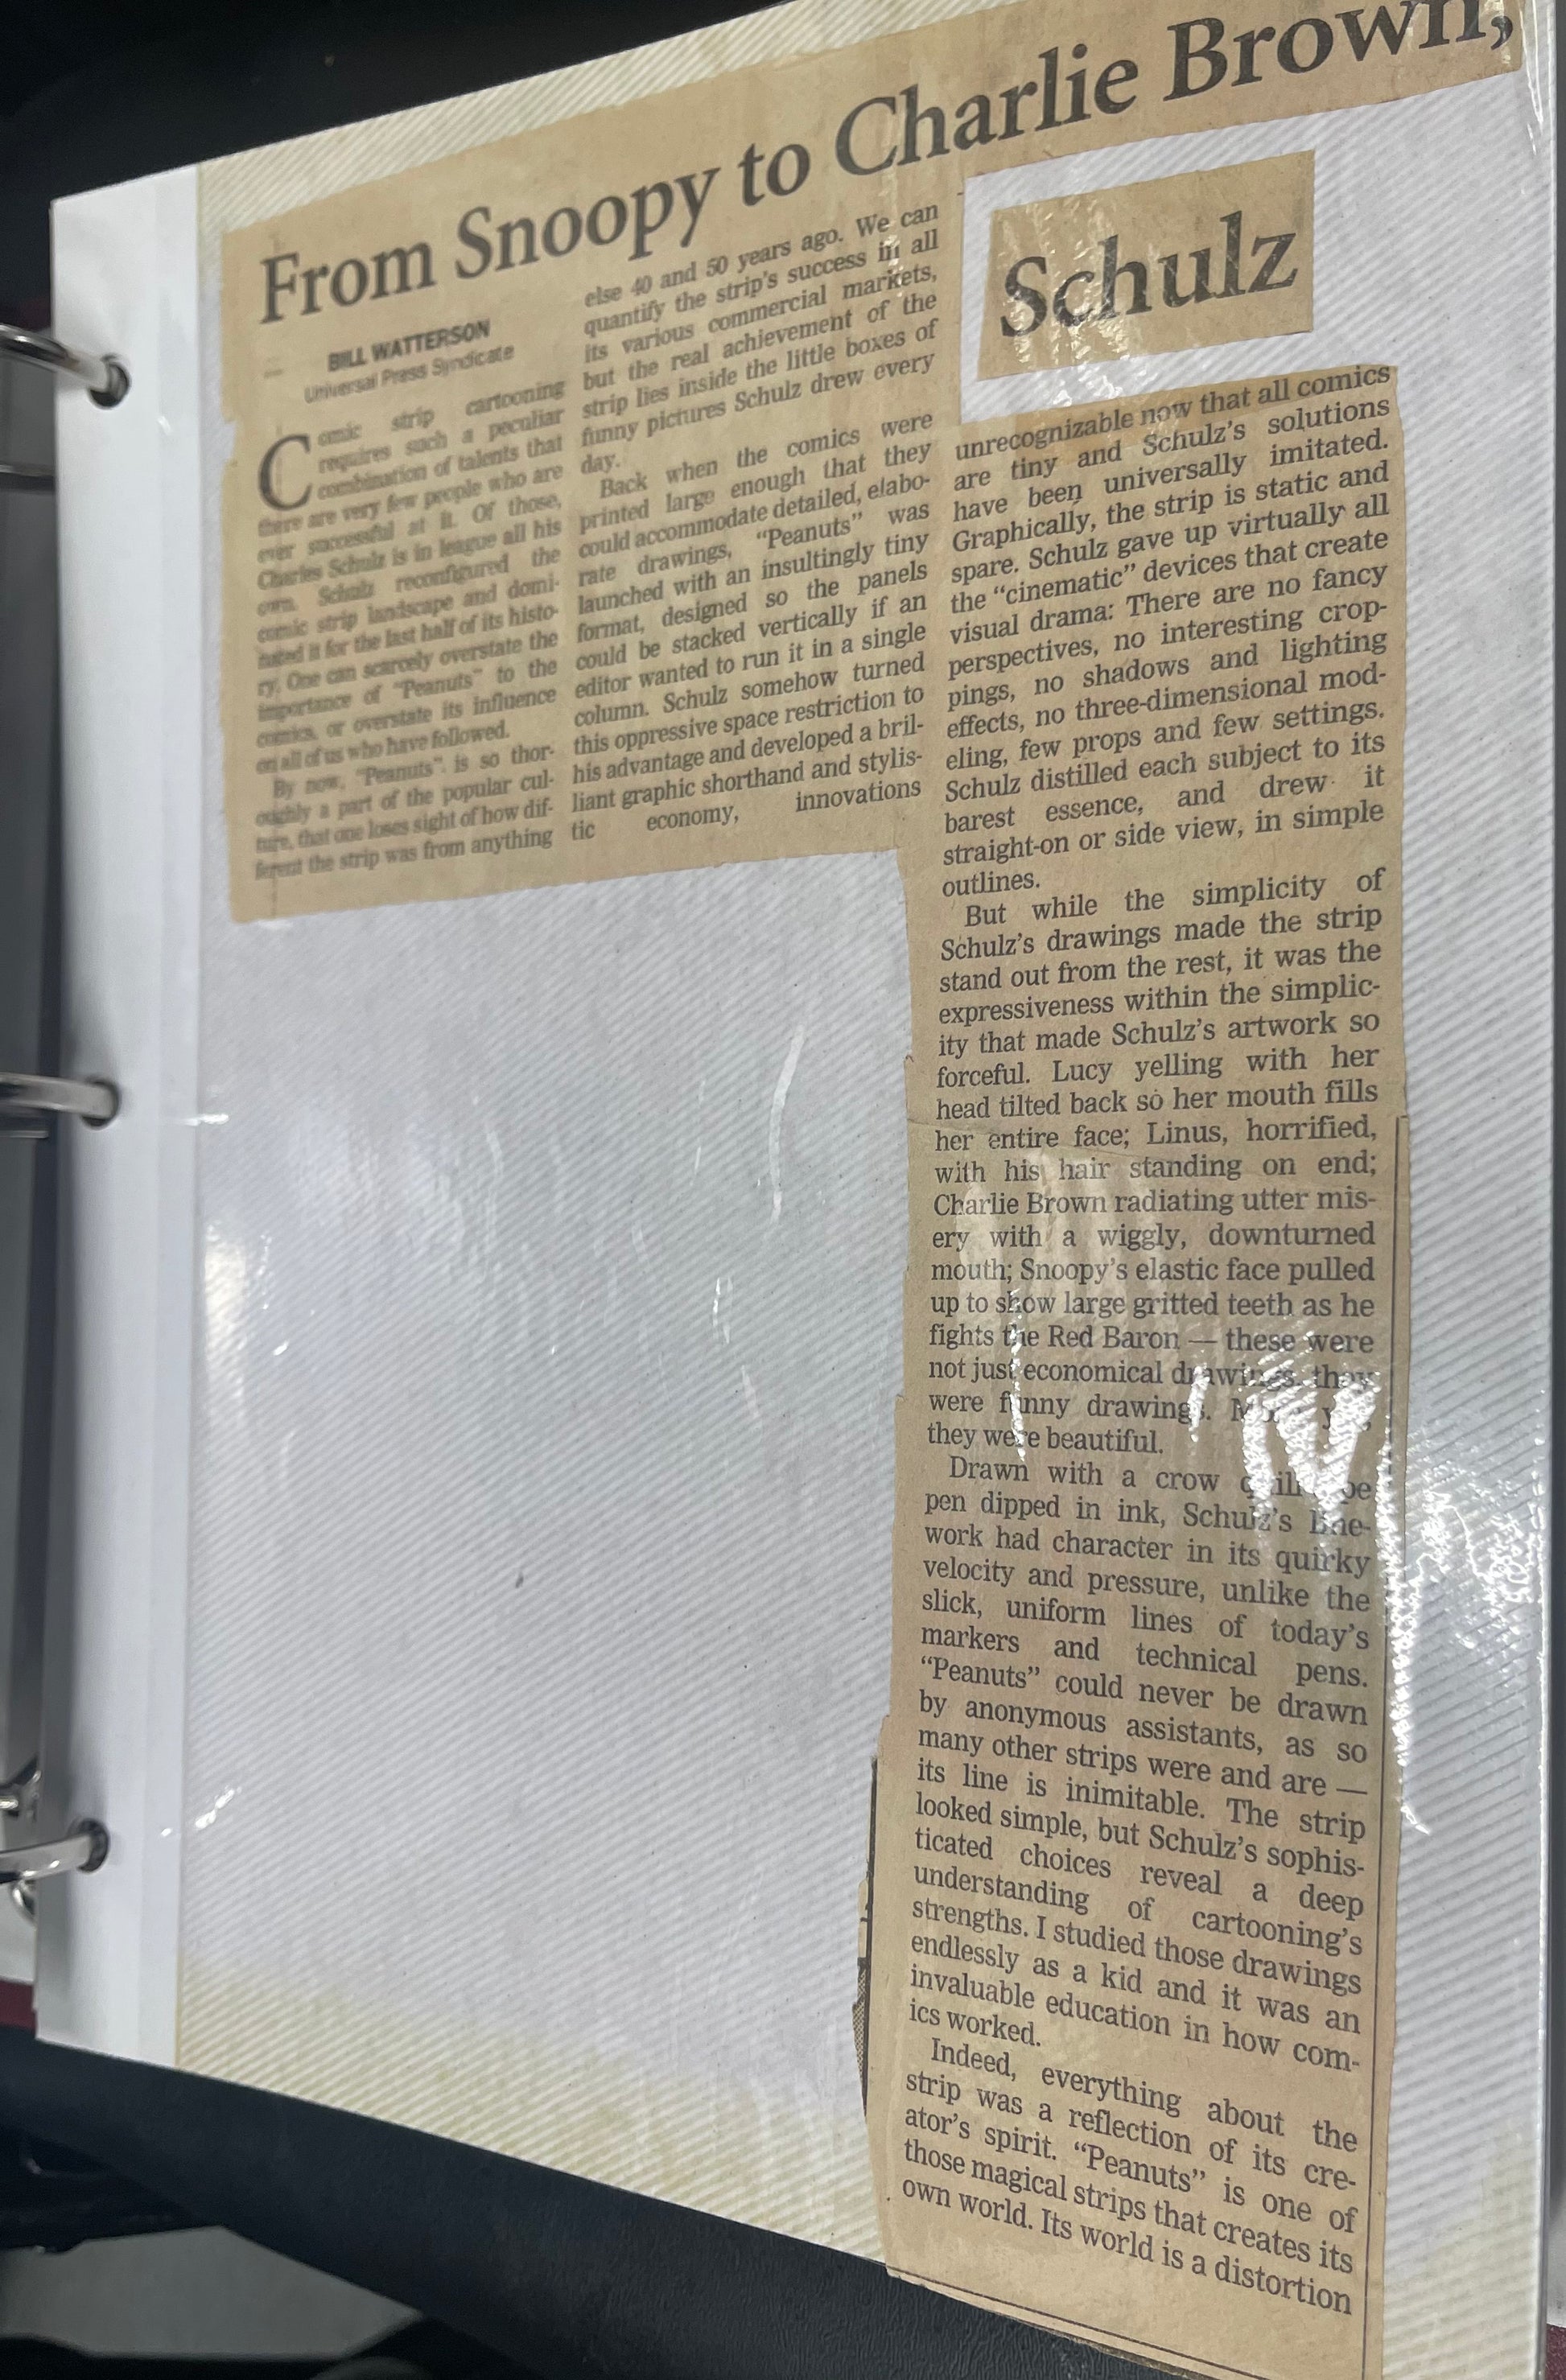 From Snoopy to Charlie Brown,
Schulz
BILL WATTERSON
Universal Press Syndicate
Comic strip cartooning
requires such a peculiar
combination of talents that
there are very few people who are
ever successful at it. Of those,
Charles Schulz is in league all his
own. Schulz reconfigured the
comic strip landscape and domi-
nated it for the last half of its histo-
ry. One can scarcely overstate the
importance of "Peanuts" to the
comics, or overstate its influence
on all of us who have followed.
By now, "Peanuts" is so thor-
oughly a part of the popular cul-
ture, that one loses sight of how dif-
ferent the strip was from anything
else 40 and 50 years ago. We can
quantify the strip's success in all
its various commercial markets,
but the real achievement of the
strip lies inside the little boxes of
funny pictures Schulz drew every
day.
Back when the comics were
printed large enough that they
could accommodate detailed, elabo-
rate drawings, "Peanuts" was
launched with an insultingly tiny
format, designed so the panels
could be stacked vertically if an
editor wanted to run it in a single
column. Schulz somehow turned
this oppressive space restriction to
his advantage and developed a bril-
liant graphic shorthand and stylis-
tic economy, innovations
unrecognizable now that all comics
are tiny and Schulz's solutions
have been universally imitated.
Graphically, the strip is static and
spare. Schulz gave up virtually all
the "cinematic" devices that create
visual drama: There are no fancy
perspectives, no interesting crop-
pings, no shadows and lighting
effects, no three-dimensional mod-
eling, few props and few settings.
Schulz distilled each subject to its
barest essence, and drew it
straight-on or side view, in simple
outlines.
But while the simplicity of
Schulz's drawings made the strip
stand out from the rest, it was the
expressiveness within the simplic-
ity that made Schulz's artwork so
forceful. Lucy yelling with her
head tilted back so her mouth fills
her entire face; Linus, horrified,
with his hair standing on end;
Charlie Brown radiating utter mis-
ery with a wiggly, downturned
mouth; Snoopy's elastic face pulled
up to show large gritted teeth as he
fights the Red Baron — these were
not just economical drawings, they
were funny drawings.
they were beautiful.
Drawn with a crow
pen dipped in ink, Schulz's line-
work had character in its quirky
velocity and pressure, unlike the
slick, uniform lines of today's
markers and technical pens.
"Peanuts" could never be drawn
by anonymous assistants, as so
many other strips were and are —
its line is inimitable. The strip
looked simple, but Schulz's sophis-
ticated choices reveal a deep
understanding of cartooning's
strengths. I studied those drawings
endlessly as a kid and it was an
invaluable education in how com-
ics worked.
Indeed, everything about the
strip was a reflection of its cre-
ator's spirit. "Peanuts" is one of
those magical strips that creates its
own world. Its world is a distortion